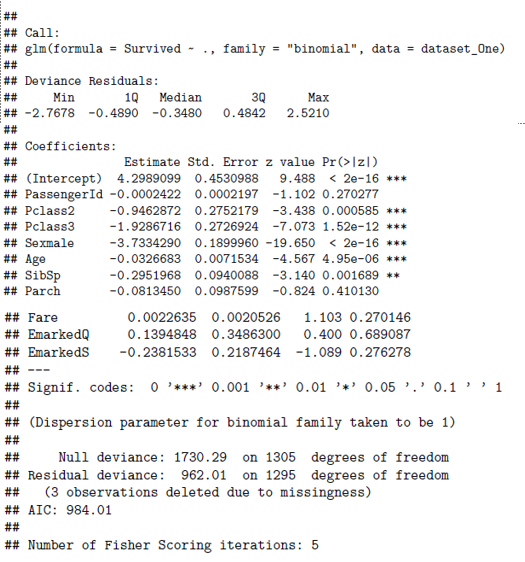 ##
## Call:
## glm(formula = Survived ~ ., family = "binomial", data = dataset_One)
##
## Deviance Residuals:
##     Min       1Q   Median       3Q      Max
## -2.7678  -0.4890  -0.3480   0.4842   2.5210
##
## Coefficients:
##               Estimate Std. Error z value Pr(>|z|)
## (Intercept)  4.2989099  0.4530988   9.488  < 2e-16 ***
## PassengerId -0.0002422  0.0002197  -1.102 0.270277
## Pclass2     -0.9462872  0.2752179  -3.438 0.000585 ***
## Pclass3     -1.9286716  0.2726924  -7.073 1.52e-12 ***
## Sexmale     -3.7334290  0.1899960 -19.650  < 2e-16 ***
## Age         -0.0326683  0.0071534  -4.567 4.95e-06 ***
## SibSp       -0.2951968  0.0940088  -3.140 0.001689 **
## Parch       -0.0813450  0.0987599  -0.824 0.410130
## Fare         0.0022635  0.0020526   1.103 0.270146
## EmarkedQ     0.1394848  0.3486300   0.400 0.689087
## EmarkedS    -0.2381533  0.2187464  -1.089 0.276278
## ---
## Signif. codes:  0 '***' 0.001 '**' 0.01 '*' 0.05 '.' 0.1 ' ' 1
##
## (Dispersion parameter for binomial family taken to be 1)
##
##     Null deviance: 1730.29  on 1305  degrees of freedom
## Residual deviance:  962.01  on 1295  degrees of freedom
##   (3 observations deleted due to missingness)
## AIC: 984.01
##
## Number of Fisher Scoring iterations: 5